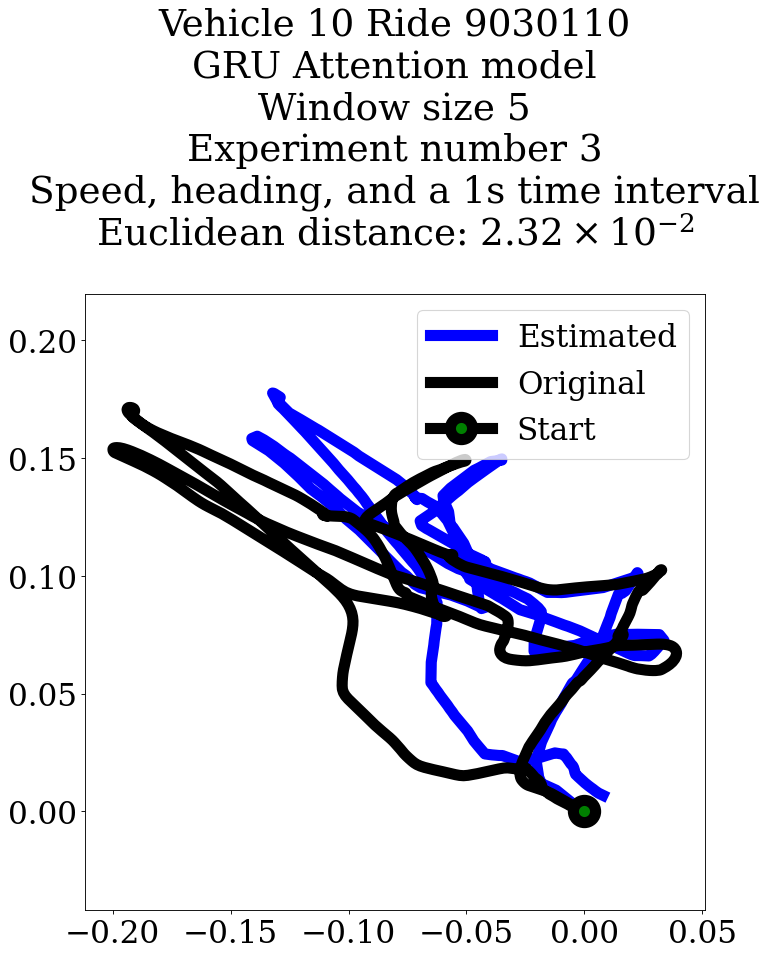 Vehicle 10 Ride 9030110
GRU Attention model
Window size 5
Experiment number 3
Speed, heading, and a 1s time interval
Euclidean distance: 2.32 × 10⁻²
Estimated
Original
Start
0.20
0.15
0.10
0.05
0.00
−0.20 −0.15 −0.10 −0.05 0.00 0.05